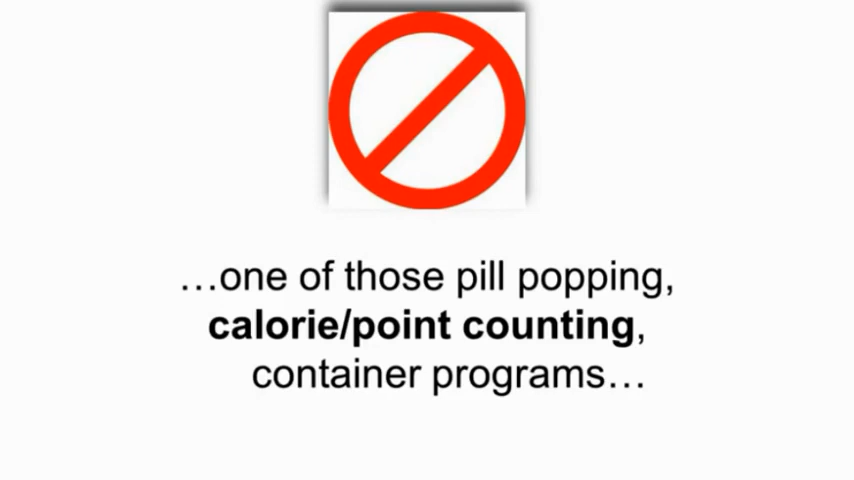 …one of those pill popping,
calorie/point counting,
container programs…